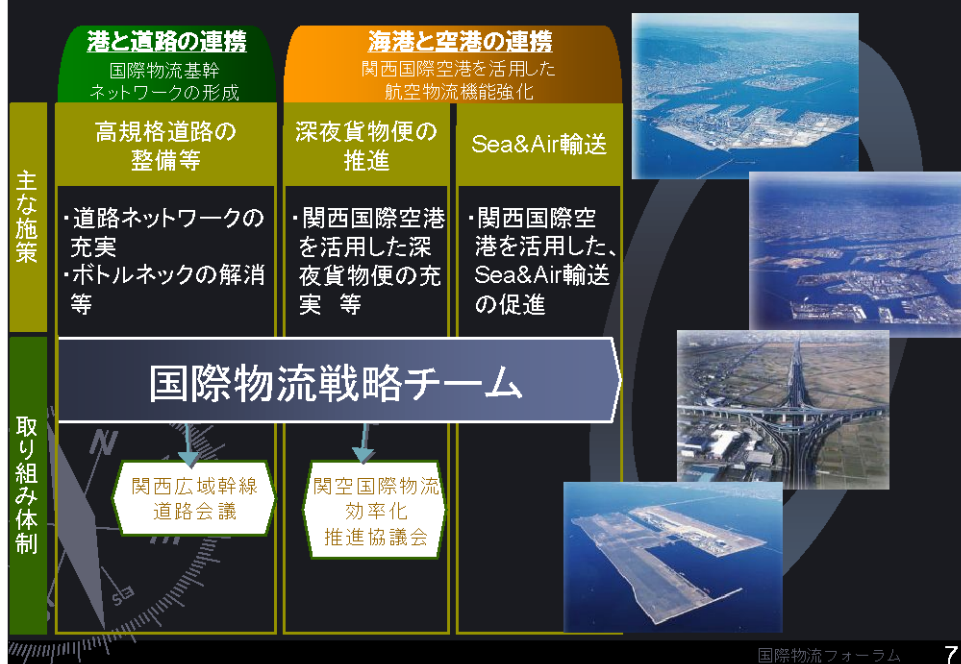 港と道路の連携
国際物流基幹
ネットワークの形成
海港と空港の連携
関西国際空港を活用した
航空物流機能強化
主な施策
高規格道路の
整備等
深夜貨物便の
推進
Sea&Air輸送
・道路ネットワークの
充実
・ボトルネックの解消
等
・関西国際空港
を活用した深
夜貨物便の充
実 等
・関西国際空
港を活用した、
Sea&Air輸送
の促進
取り組み体制
国際物流戦略チーム
関西広域幹線
道路会議
関空国際物流
効率化
推進協議会
N
E
SE
国際物流フォーラム
7